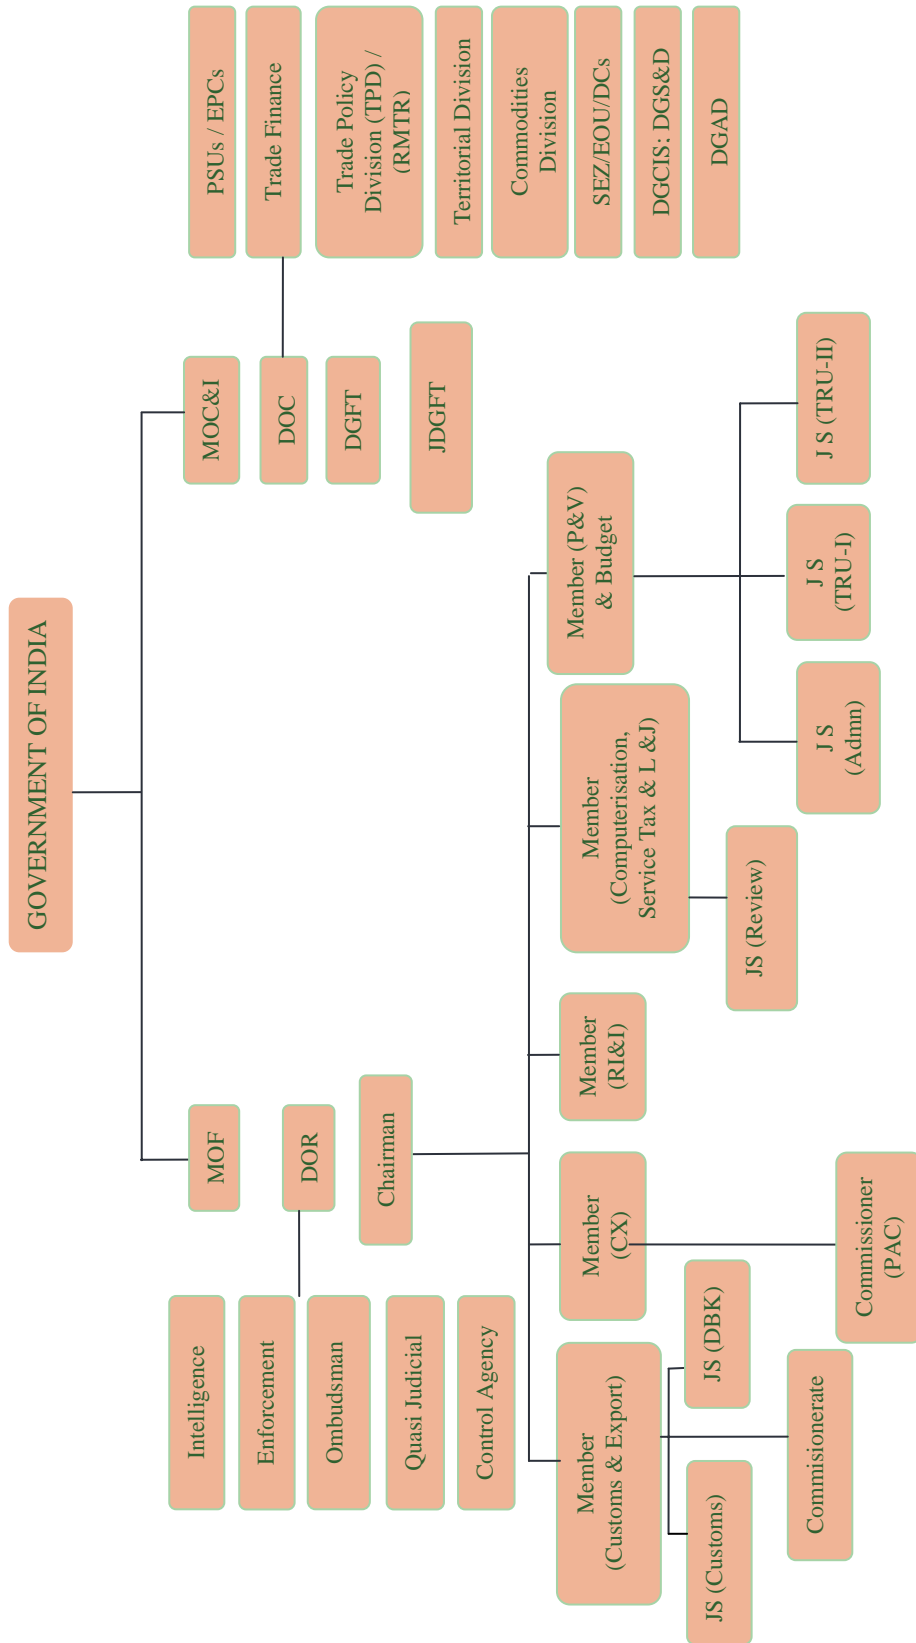 GOVERNMENT OF INDIA
MOF
MOC&I
DOR
DOC
DGFT
JDGFT
Chairman
Intelligence
Enforcement
Ombudsman
Quasi Judicial
Control Agency
PSUs / EPCs
Trade Finance
Trade Policy
Division (TPD) /
(RMTR)
Territorial Division
Commodities
Division
SEZ/EOU/DCs
DGCIS: DGS&D
DGAD
Member
(Customs & Export)
Member
(CX)
Member
(RI&I)
Member
(Computerisation,
Service Tax & L &J)
Member (P&V)
& Budget
JS (Customs)
JS (DBK)
Commisionerate
Commissioner
(PAC)
JS (Review)
J S
(Admn)
J S
(TRU-I)
J S (TRU-II)